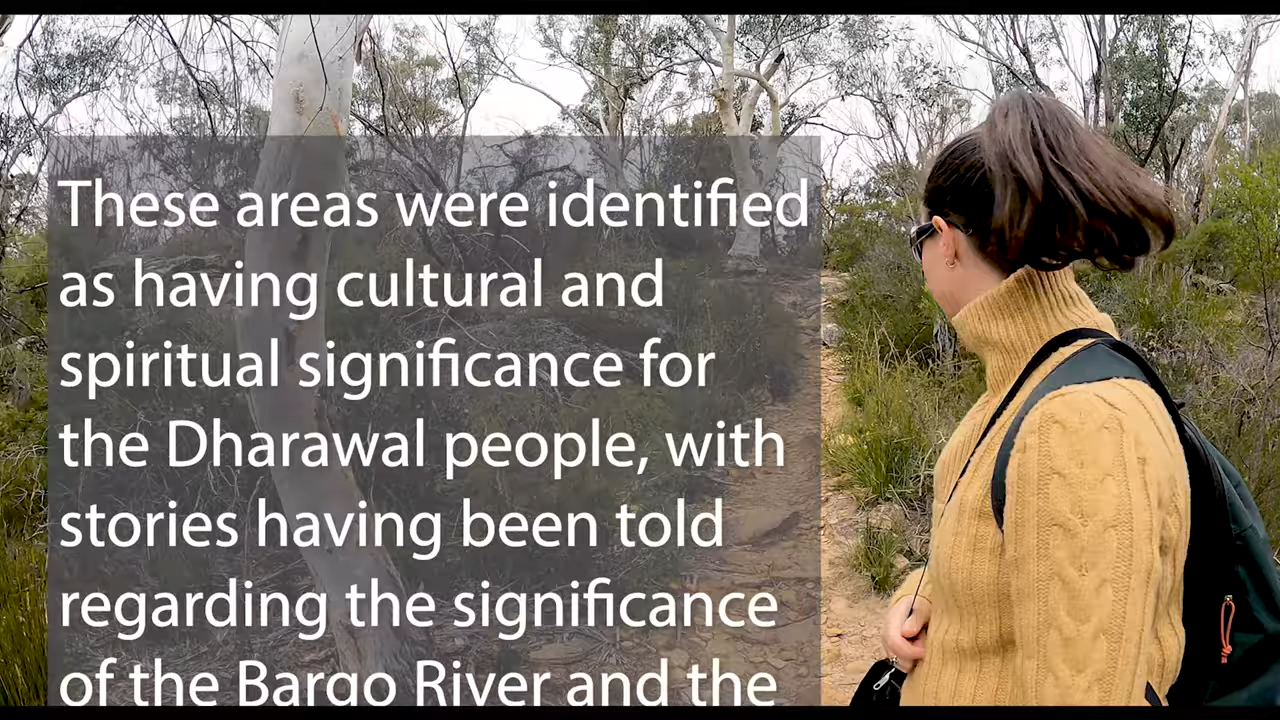 These areas were identified
as having cultural and
spiritual significance for
the Dharawal people, with
stories having been told
regarding the significance
of the Bargo River and the